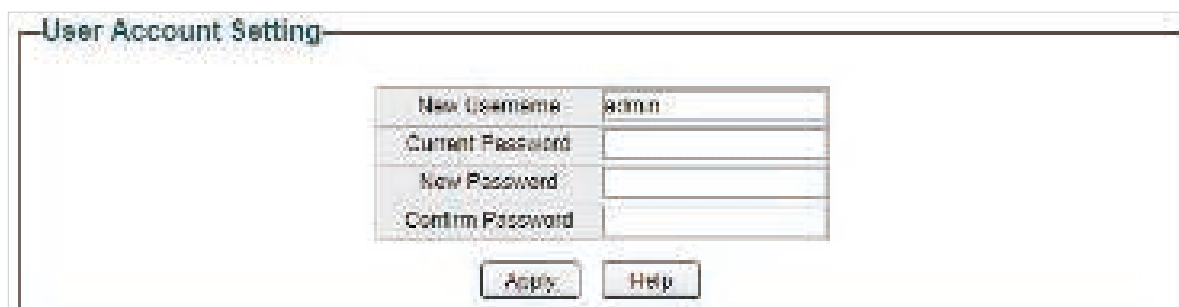 User Account Setting
New Username admin
Current Password
New Password
Confirm Password
Apply Help